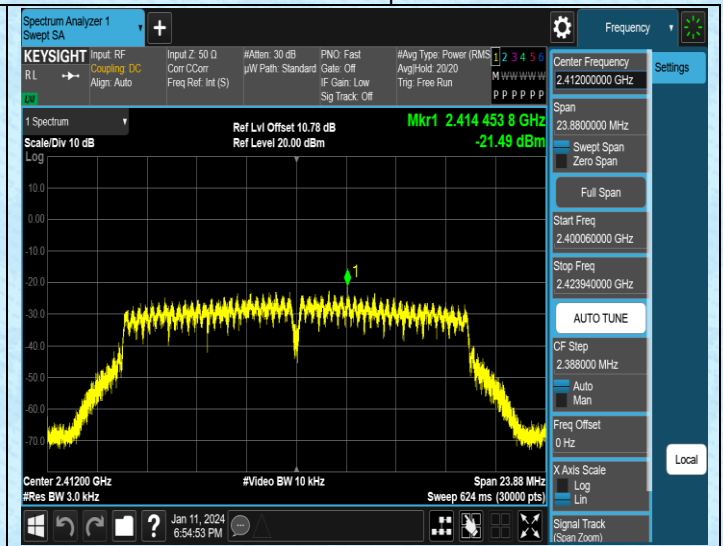 Spectrum Analyzer 1
Swept SA
+
Frequency
KEYSIGHT
RL
Input: RF
Coupling: DC
Align: Auto
Input Z: 50 Ω
Corr CCorr
Freq Ref: Int (S)
#Atten: 30 dB
µW Path: Standard
PNO: Fast
Gate: Off
IF Gain: Low
Sig Track: Off
#Avg Type: Power (RMS
Avg|Hold: 20/20
Trig: Free Run
1 2 3 4 5 6
M W W W W W
P P P P P P
LXI
1 Spectrum
Scale/Div 10 dB
Log
Ref Lvl Offset 10.78 dB
Ref Level 20.00 dBm
Mkr1 2.414 453 8 GHz
-21.49 dBm
10.0
0.00
-10.0
-20.0
-30.0
-40.0
-50.0
-60.0
-70.0
1
Center 2.41200 GHz
#Res BW 3.0 kHz
#Video BW 10 kHz
Span 23.88 MHz
Sweep 624 ms (30000 pts)
?
Jan 11, 2024
6:54:53 PM
Center Frequency
2.412000000 GHz
Span
23.8800000 MHz
Swept Span
Zero Span
Full Span
Start Freq
2.400060000 GHz
Stop Freq
2.423940000 GHz
AUTO TUNE
CF Step
2.388000 MHz
Auto
Man
Freq Offset
0 Hz
X Axis Scale
Log
Lin
Signal Track
(Span Zoom)
Settings
Local